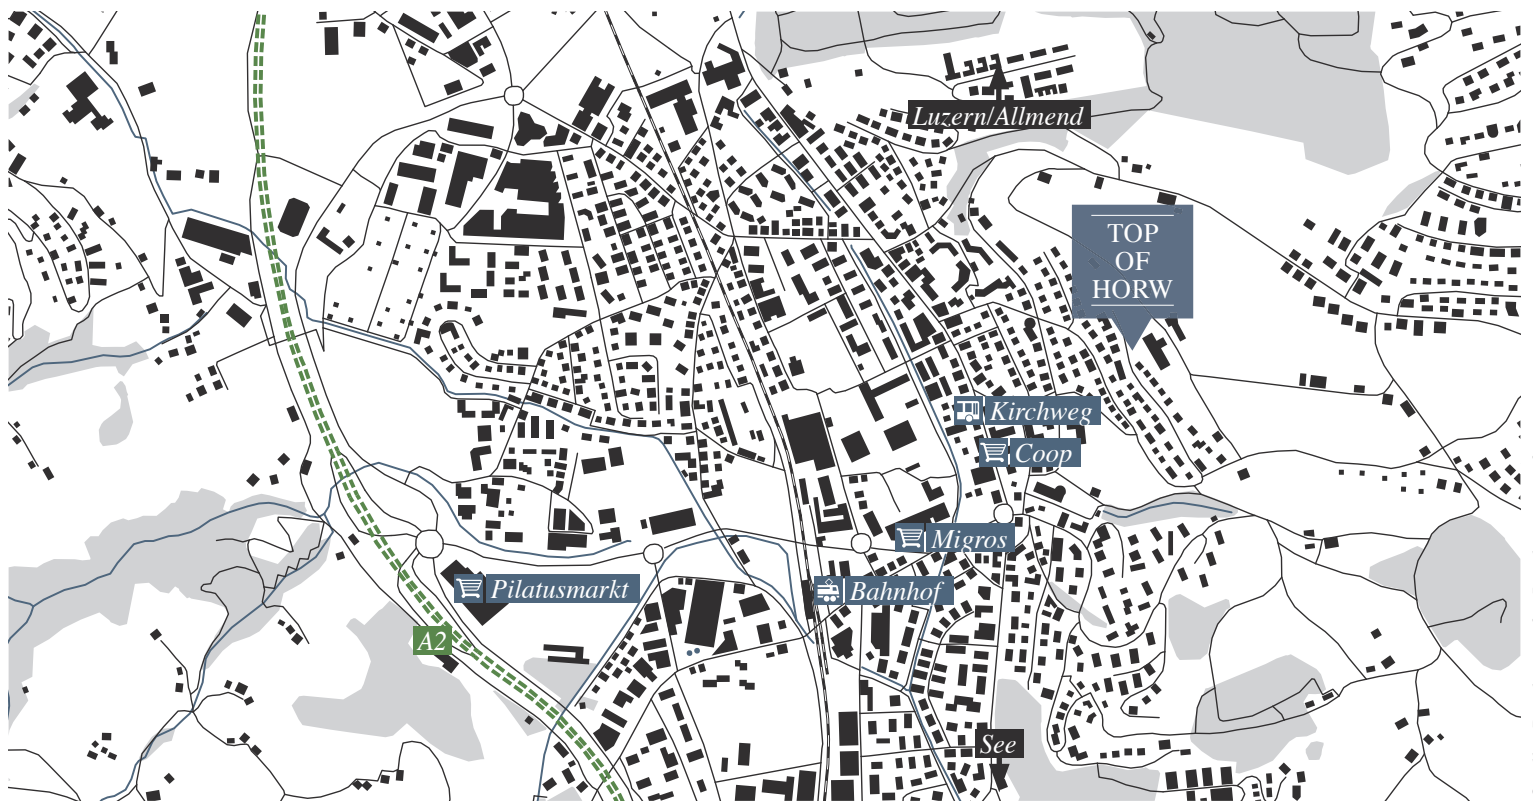 Luzern/Allmend
TOP
OF
HORW
Kirchweg
Coop
Migros
Pilatusmarkt
Bahnhof
A2
See